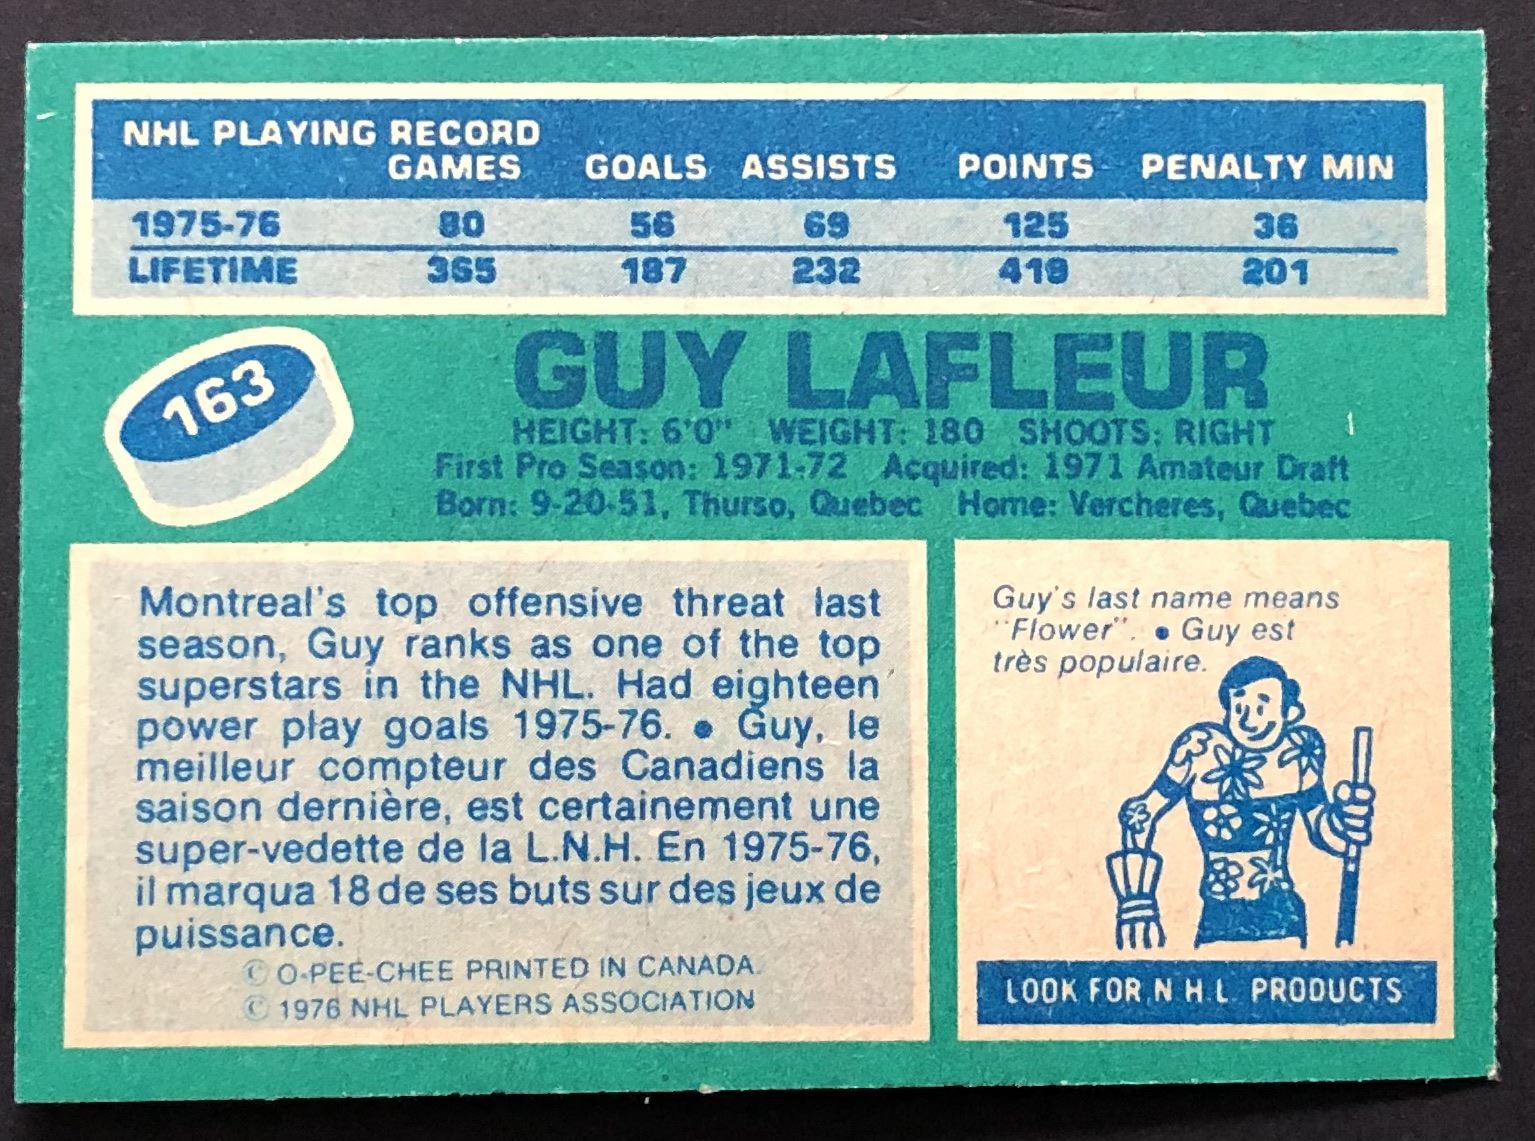 NHL PLAYING RECORD
GAMES GOALS ASSISTS POINTS PENALTY MIN
1975-76 80 56 69 125 36
LIFETIME 365 187 232 419 201
163
GUY LAFLEUR
HEIGHT: 6'0" WEIGHT: 180 SHOOTS: RIGHT
First Pro Season: 1971-72 Acquired: 1971 Amateur Draft
Born: 9-20-51, Thurso, Quebec Home: Vercheres, Quebec
Montreal's top offensive threat last
season, Guy ranks as one of the top
superstars in the NHL. Had eighteen
power play goals 1975-76. • Guy, le
meilleur compteur des Canadiens la
saison dernière, est certainement une
super-vedette de la L.N.H. En 1975-76,
il marqua 18 de ses buts sur des jeux de
puissance.
© O-PEE-CHEE PRINTED IN CANADA
© 1976 NHL PLAYERS ASSOCIATION
Guy's last name means
"Flower". • Guy est
très populaire.
LOOK FOR N H L PRODUCTS